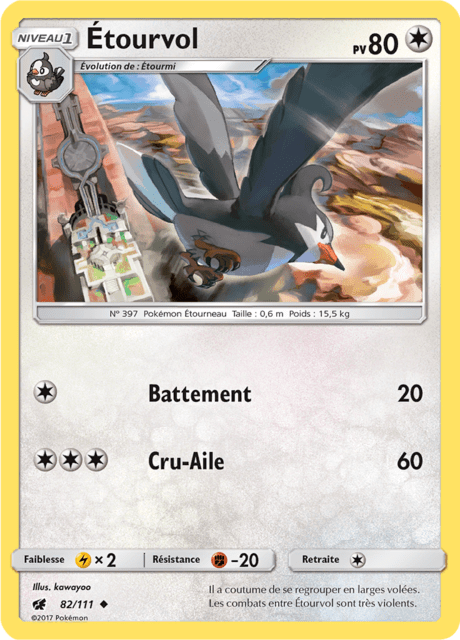 NIVEAU 1
Étourvol
PV 80
Évolution de : Étourmi
N° 397 Pokémon Étourneau Taille : 0,6 m Poids : 15,5 kg
Battement 20
Cru-Aile 60
Faiblesse ×2 Résistance -20 Retraite
Illus. kawayoo
82/111
©2017 Pokémon
Il a coutume de se regrouper en larges volées.
Les combats entre Étourvol sont très violents.